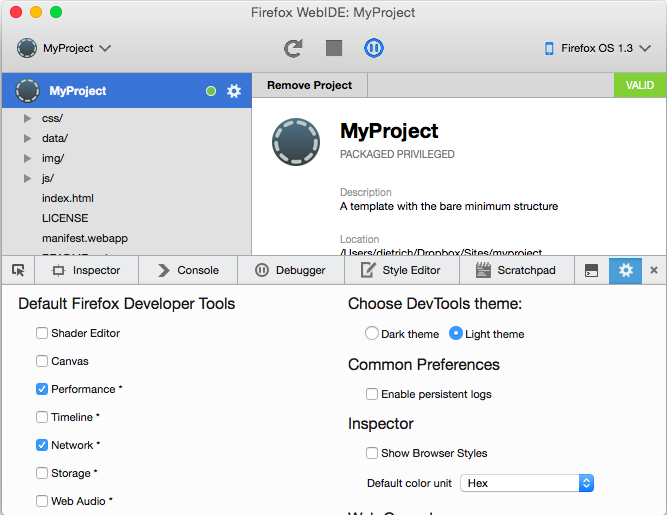 Firefox WebIDE: MyProject
MyProject
Firefox OS 1.3
MyProject
Remove Project
VALID
css/
data/
img/
js/
index.html
LICENSE
manifest.webapp
MyProject
PACKAGED PRIVILEGED
Description
A template with the bare minimum structure
Location
/Users/dietrich/Dropbox/Sites/myproject
Inspector
Console
Debugger
Style Editor
Scratchpad
Default Firefox Developer Tools
Shader Editor
Canvas
Performance *
Timeline *
Network *
Storage *
Web Audio *
Choose DevTools theme:
Dark theme
Light theme
Common Preferences
Enable persistent logs
Inspector
Show Browser Styles
Default color unit
Hex